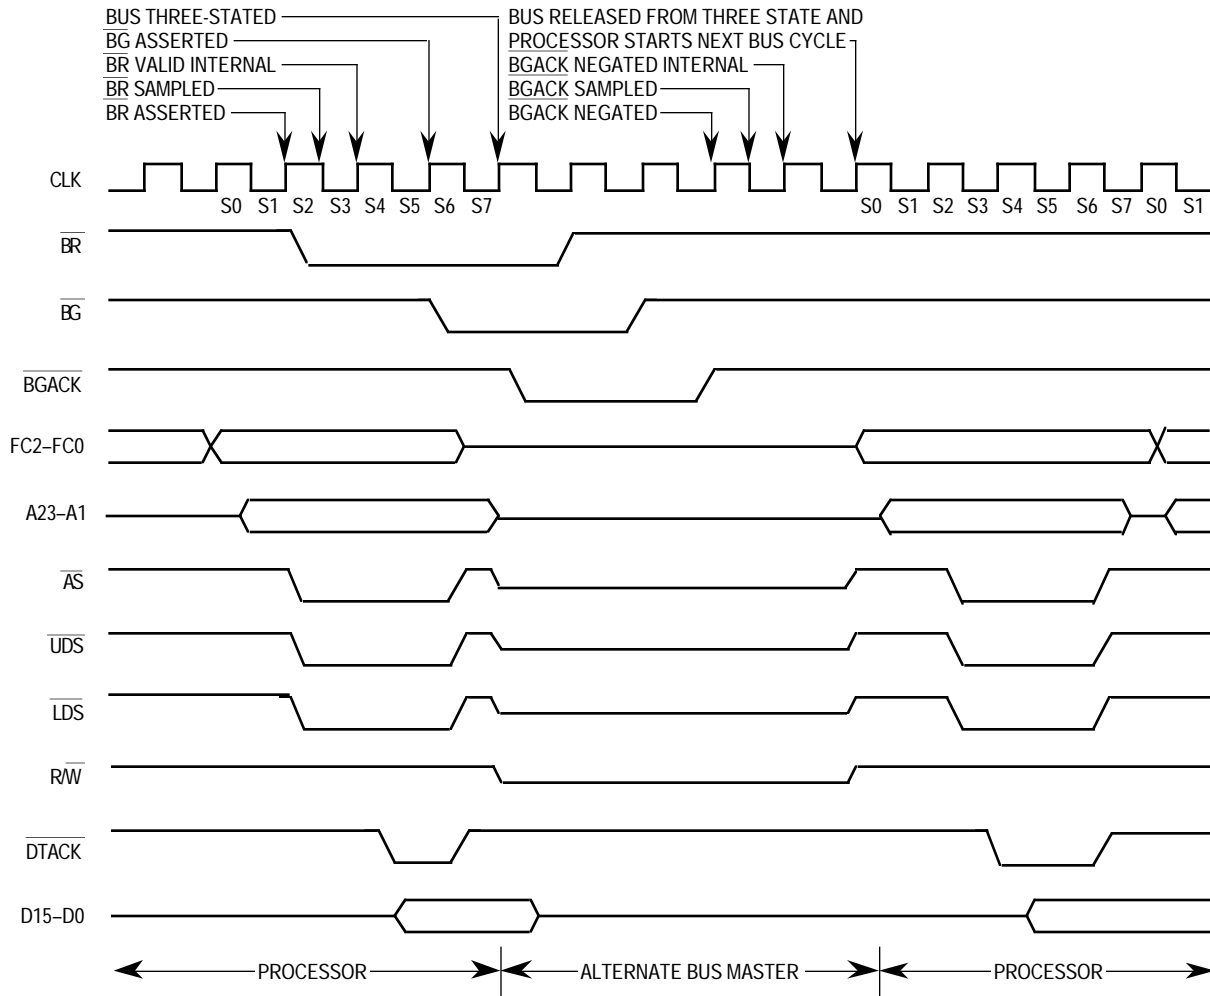 BUS THREE-STATED
BG ASSERTED
BR VALID INTERNAL
BR SAMPLED
BR ASSERTED
BUS RELEASED FROM THREE STATE AND
PROCESSOR STARTS NEXT BUS CYCLE
BGACK NEGATED INTERNAL
BGACK SAMPLED
BGACK NEGATED
CLK
S0 S1 S2 S3 S4 S5 S6 S7 S0 S1 S2 S3 S4 S5 S6 S7 S0 S1
BR
BG
BGACK
FC2–FC0
A23–A1
AS
UDS
LDS
R/W
DTACK
D15–D0
PROCESSOR ALTERNATE BUS MASTER PROCESSOR